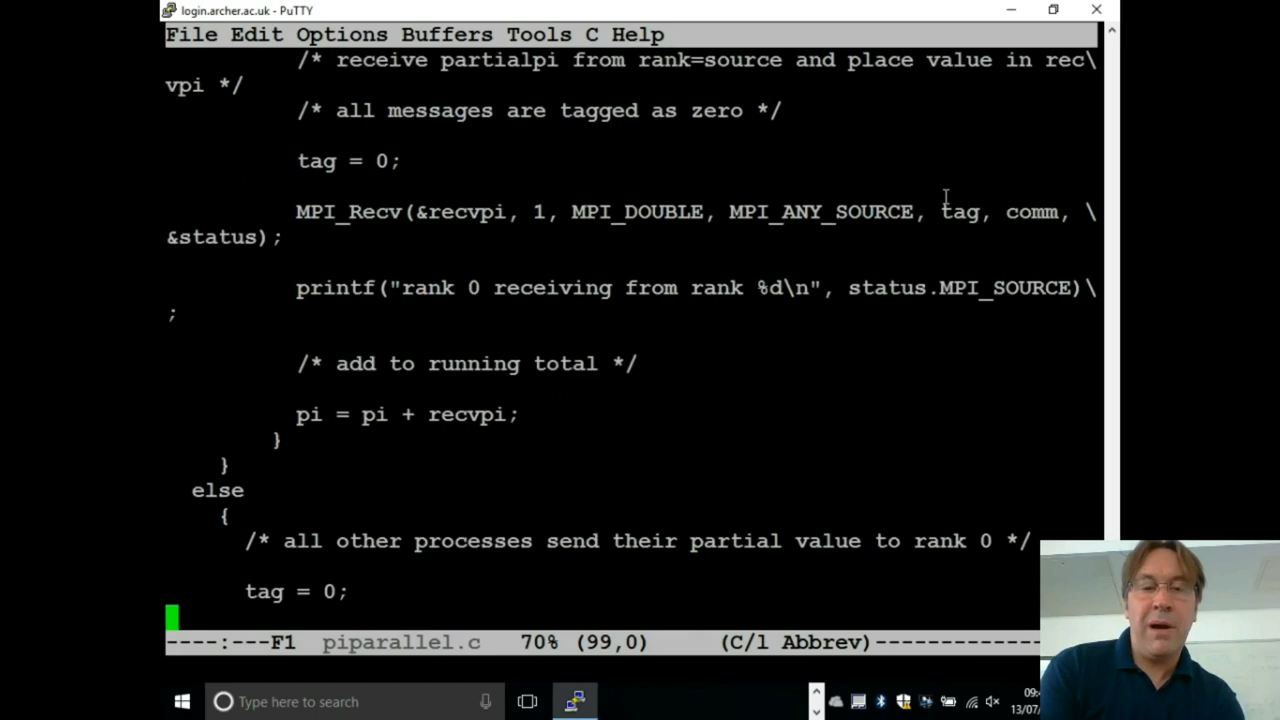 login.archer.ac.uk - PuTTY
File Edit Options Buffers Tools C Help
/* receive partialpi from rank=source and place value in rec\
vpi */
/* all messages are tagged as zero */
tag = 0;
MPI_Recv(&recvpi, 1, MPI_DOUBLE, MPI_ANY_SOURCE, tag, comm, \
&status);
printf("rank 0 receiving from rank %d\n", status.MPI_SOURCE)\
;
/* add to running total */
pi = pi + recvpi;
}
}
else
{
/* all other processes send their partial value to rank 0 */
tag = 0;
----:---F1 piparallel.c 70% (99,0) (C/l Abbrev)-------------
Type here to search
13/07/